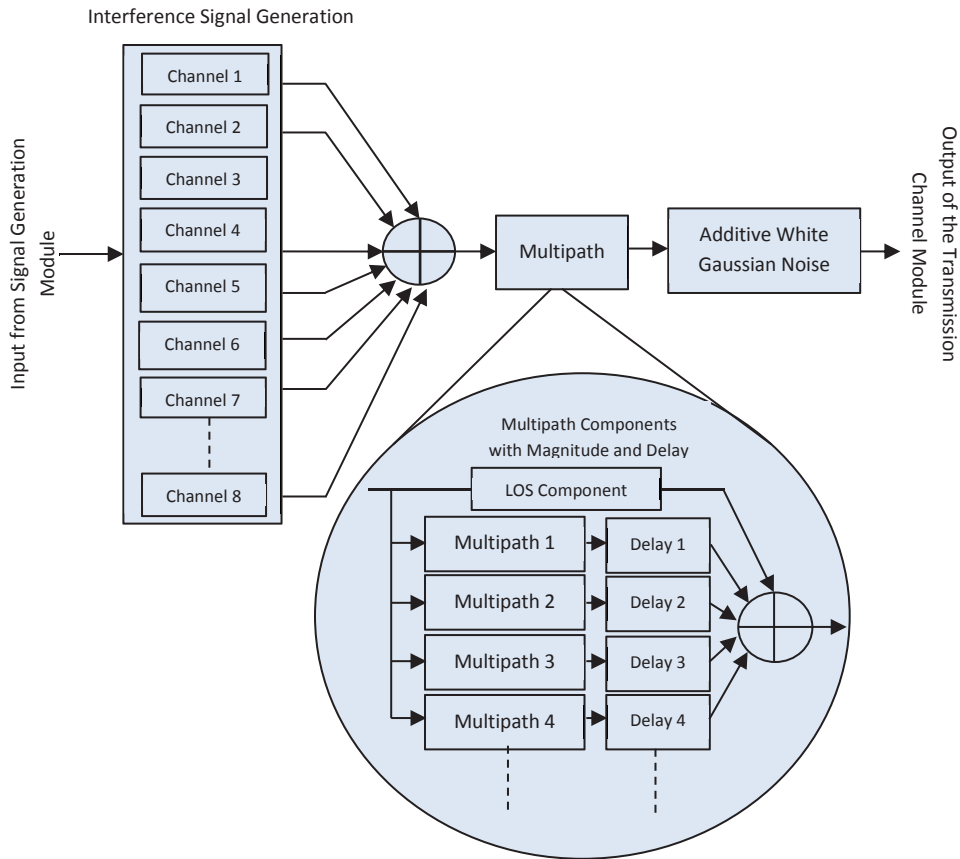 Interference Signal Generation
Input from Signal Generation
Module
Channel 1
Channel 2
Channel 3
Channel 4
Channel 5
Channel 6
Channel 7
Channel 8
Multipath
Additive White
Gaussian Noise
Output of the Transmission
Channel Module
Multipath Components
with Magnitude and Delay
LOS Component
Multipath 1
Delay 1
Multipath 2
Delay 2
Multipath 3
Delay 3
Multipath 4
Delay 4